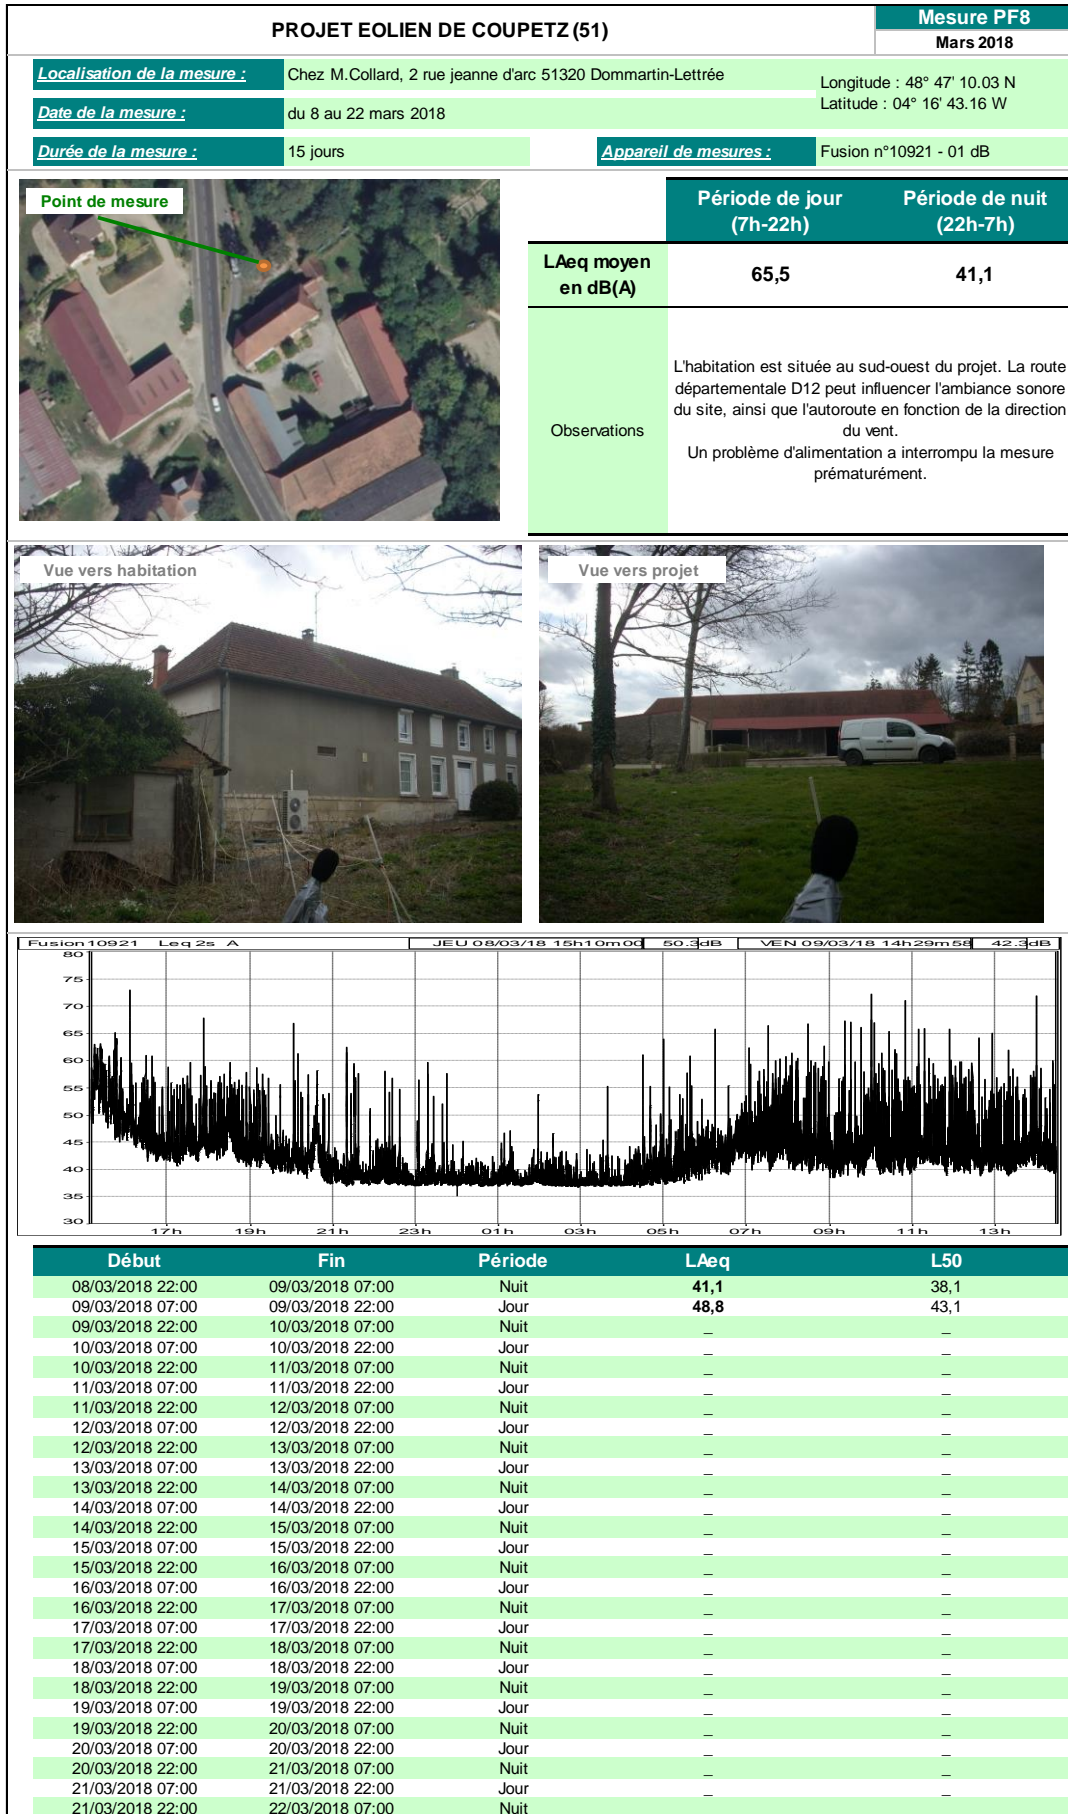 PROJET EOLIEN DE COUPETZ (51)
Mesure PF8
Mars 2018
Localisation de la mesure :
Chez M.Collard, 2 rue jeanne d'arc 51320 Dommartin-Lettrée
Longitude : 48° 47' 10.03 N
Latitude : 04° 16' 43.16 W
Date de la mesure :
du 8 au 22 mars 2018
Durée de la mesure :
15 jours
Appareil de mesures :
Fusion n°10921 - 01 dB
Point de mesure
Période de jour
(7h-22h)
Période de nuit
(22h-7h)
LAeq moyen
en dB(A)
65,5
41,1
Observations
L'habitation est située au sud-ouest du projet. La route
départementale D12 peut influencer l'ambiance sonore
du site, ainsi que l'autoroute en fonction de la direction
du vent.
Un problème d'alimentation a interrompu la mesure
prématurément.
Vue vers habitation
Vue vers projet
Fusion10921 Leq 2s A JEU 08/03/18 15h10m00 50.3dB VEN 09/03/18 14h29m58 42.3dB
80
75
70
65
60
55
50
45
40
35
30
17h 19h 21h 23h 01h 03h 05h 07h 09h 11h 13h
Début Fin Période LAeq L50
08/03/2018 22:00 09/03/2018 07:00 Nuit 41,1 38,1
09/03/2018 07:00 09/03/2018 22:00 Jour 48,8 43,1
09/03/2018 22:00 10/03/2018 07:00 Nuit _ _
10/03/2018 07:00 10/03/2018 22:00 Jour _ _
10/03/2018 22:00 11/03/2018 07:00 Nuit _ _
11/03/2018 07:00 11/03/2018 22:00 Jour _ _
11/03/2018 22:00 12/03/2018 07:00 Nuit _ _
12/03/2018 07:00 12/03/2018 22:00 Jour _ _
12/03/2018 22:00 13/03/2018 07:00 Nuit _ _
13/03/2018 07:00 13/03/2018 22:00 Jour _ _
13/03/2018 22:00 14/03/2018 07:00 Nuit _ _
14/03/2018 07:00 14/03/2018 22:00 Jour _ _
14/03/2018 22:00 15/03/2018 07:00 Nuit _ _
15/03/2018 07:00 15/03/2018 22:00 Jour _ _
15/03/2018 22:00 16/03/2018 07:00 Nuit _ _
16/03/2018 07:00 16/03/2018 22:00 Jour _ _
16/03/2018 22:00 17/03/2018 07:00 Nuit _ _
17/03/2018 07:00 17/03/2018 22:00 Jour _ _
17/03/2018 22:00 18/03/2018 07:00 Nuit _ _
18/03/2018 07:00 18/03/2018 22:00 Jour _ _
18/03/2018 22:00 19/03/2018 07:00 Nuit _ _
19/03/2018 07:00 19/03/2018 22:00 Jour _ _
19/03/2018 22:00 20/03/2018 07:00 Nuit _ _
20/03/2018 07:00 20/03/2018 22:00 Jour _ _
20/03/2018 22:00 21/03/2018 07:00 Nuit _ _
21/03/2018 07:00 21/03/2018 22:00 Jour _ _
21/03/2018 22:00 22/03/2018 07:00 Nuit